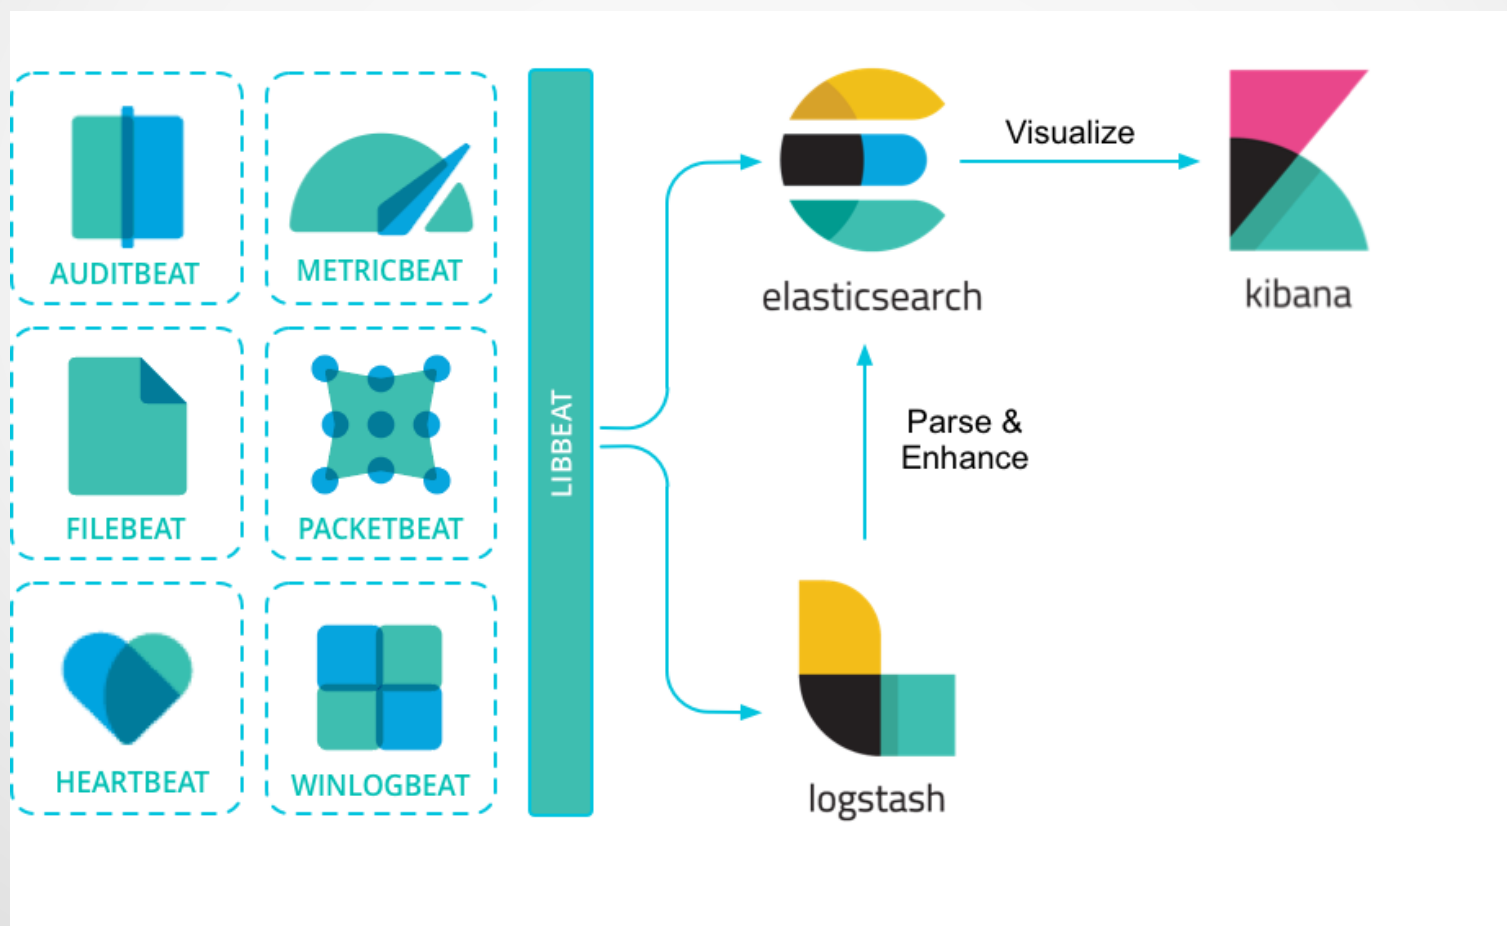 AUDITBEAT
METRICBEAT
FILEBEAT
PACKETBEAT
HEARTBEAT
WINLOGBEAT
LIBBEAT
elasticsearch
Visualize
kibana
Parse &
Enhance
logstash